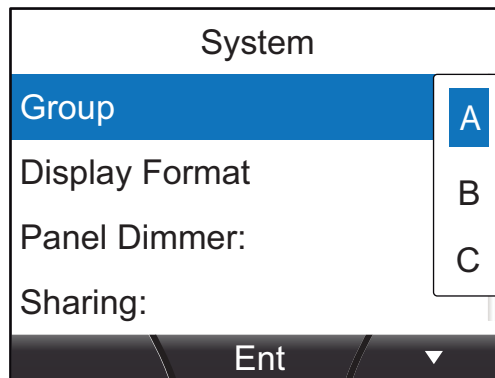 System
Group
A
Display Format
B
Panel Dimmer:
C
Sharing:
Ent